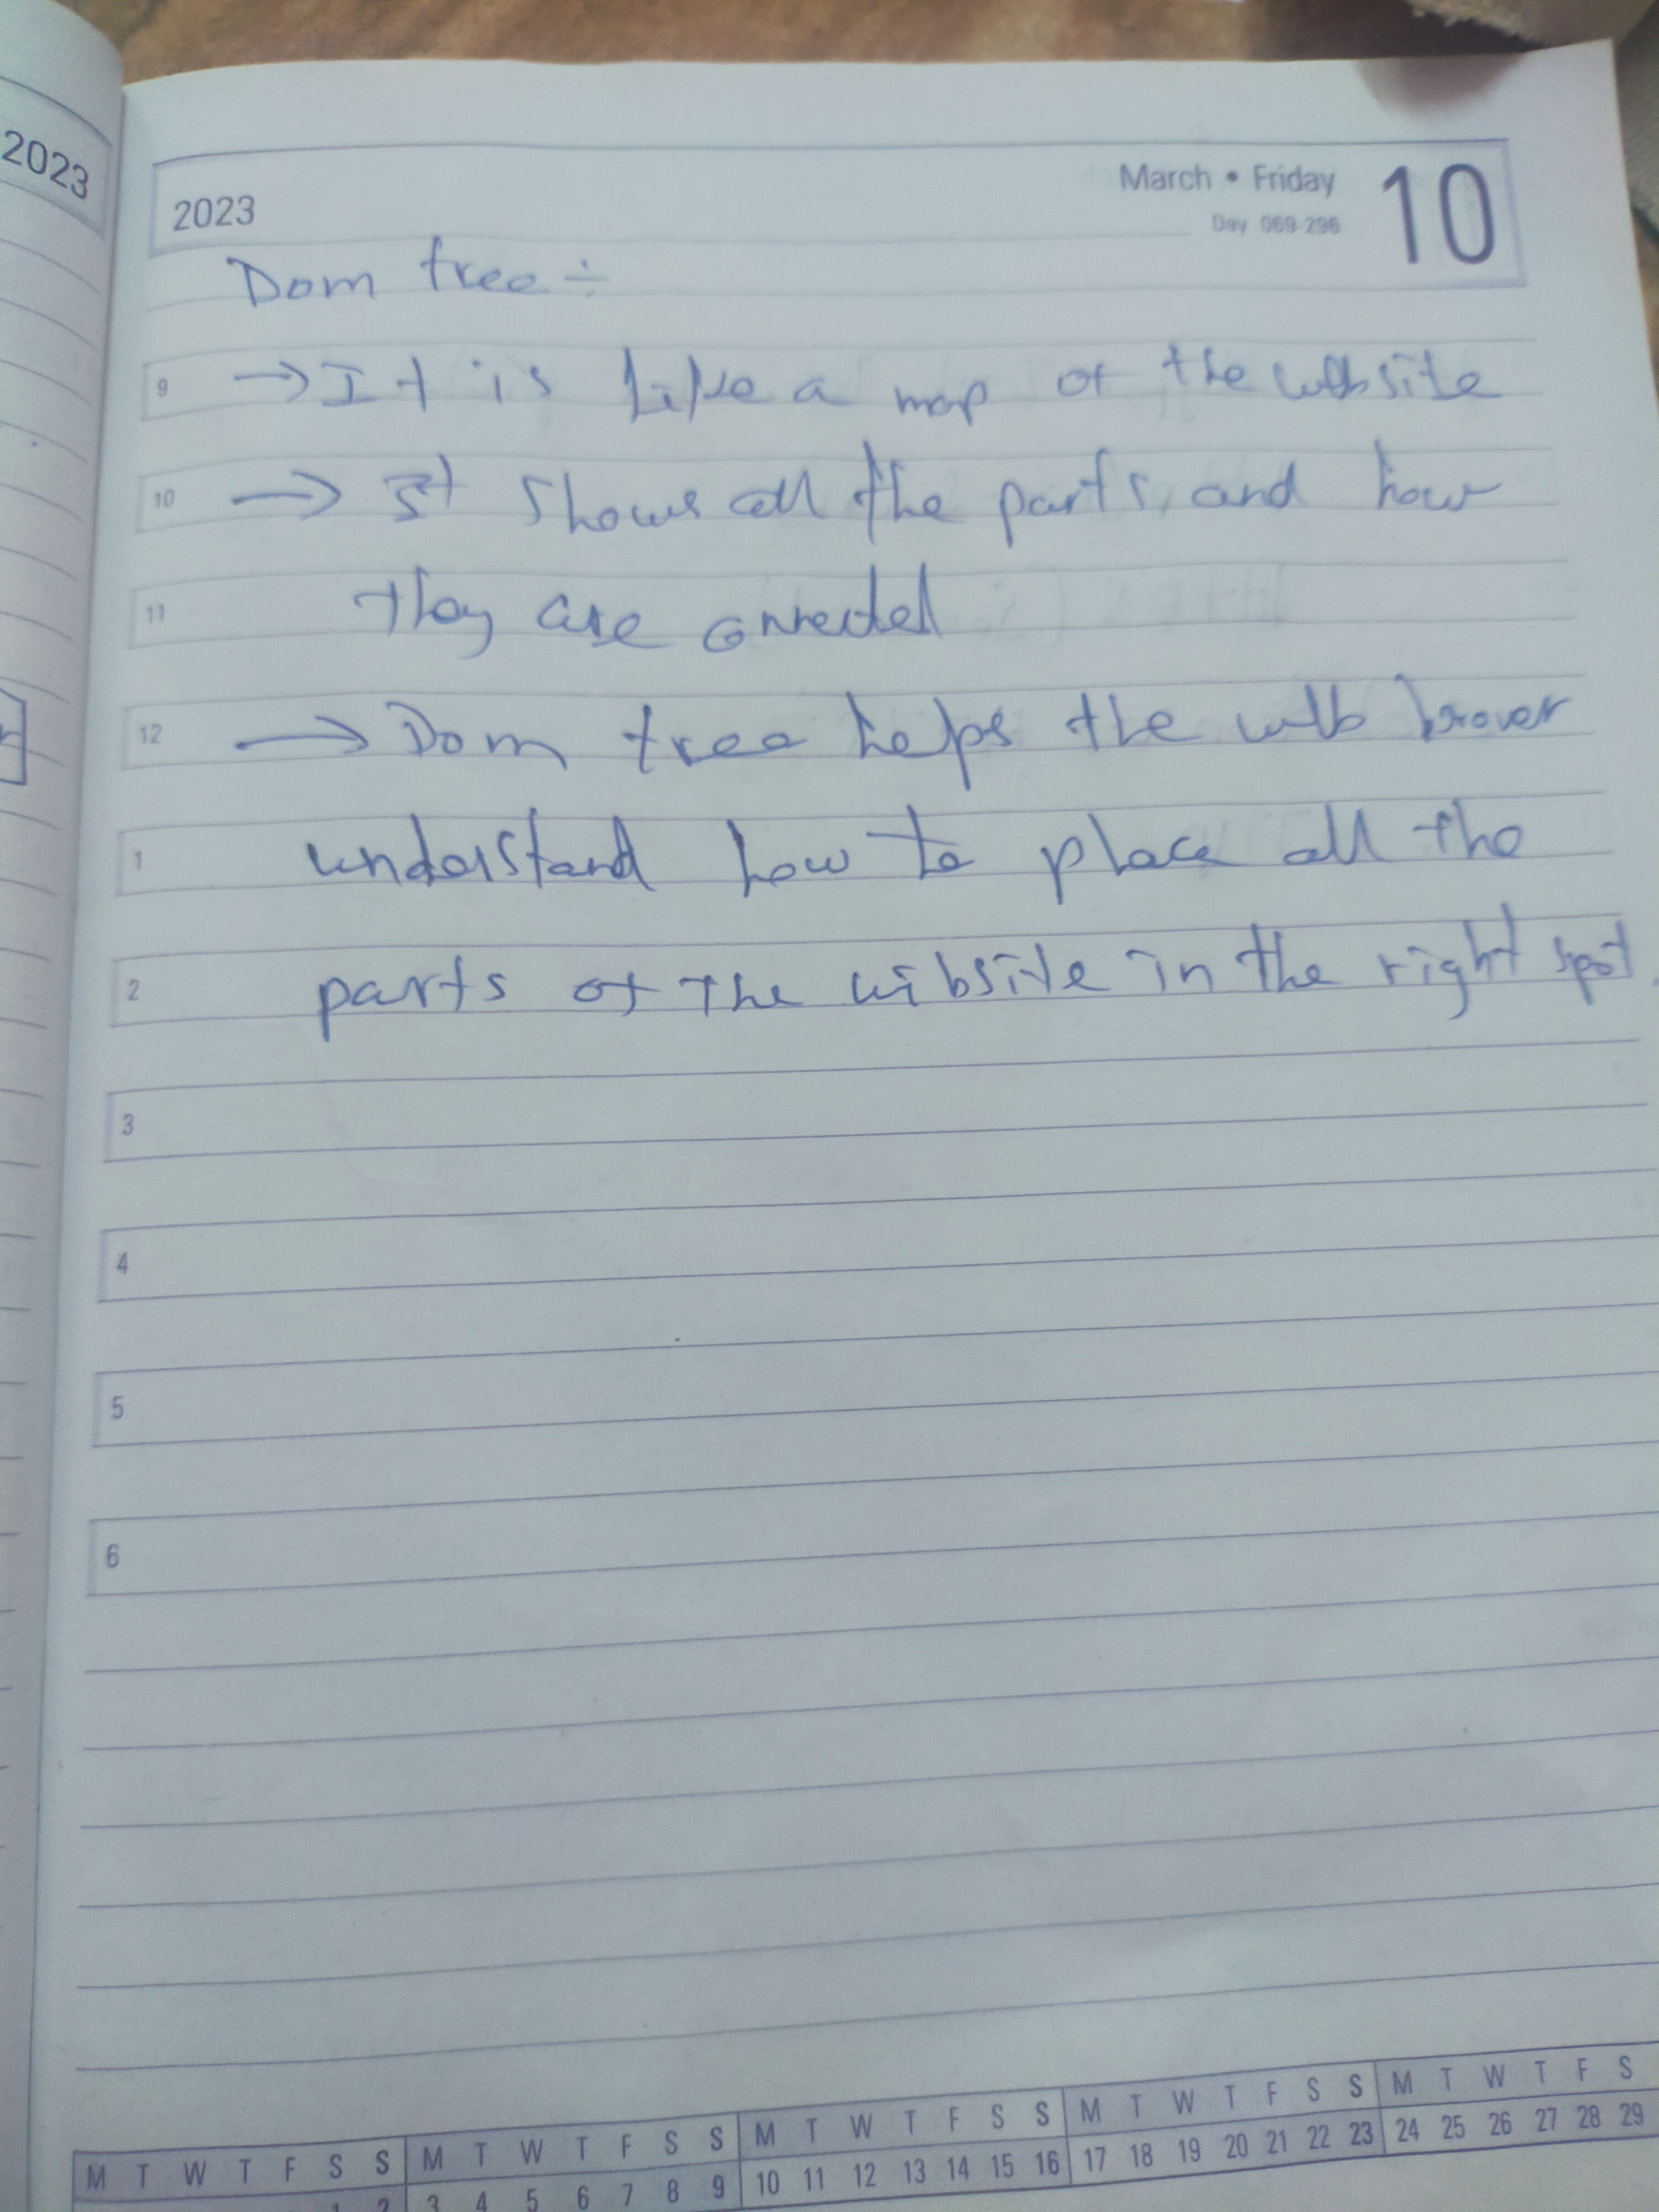 2023
2023
March • Friday 10
Day 069-296
Dom tree ÷
9 → It is like a map of the website
10 → It shows all the parts, and how
11 they are connected
12 → Dom tree helps the web brover
1 understand how to place all the
2 parts of the wibsite in the right spot.
3
4
5
6
M T W T F S S M T W T F S S M T W T F S S M T W T F S S M T W T F S
1 2 3 4 5 6 7 8 9 10 11 12 13 14 15 16 17 18 19 20 21 22 23 24 25 26 27 28 29